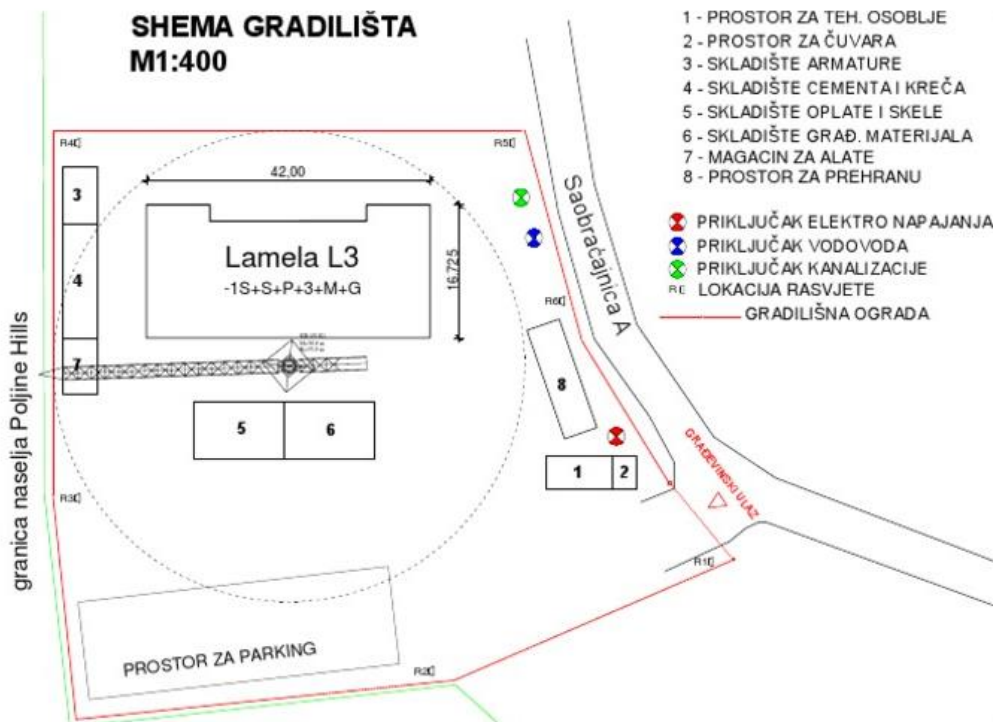 SHEMA GRADILIŠTA
M1:400
1 - PROSTOR ZA TEH. OSOBLJE
2 - PROSTOR ZA ČUVARA
3 - SKLADIŠTE ARMATURE
4 - SKLADIŠTE CEMENTA I KREČA
5 - SKLADIŠTE OPLATE I SKELE
6 - SKLADIŠTE GRAĐ. MATERIJALA
7 - MAGACIN ZA ALATE
8 - PROSTOR ZA PREHRANU
PRIKLJUČAK ELEKTRO NAPAJANJA
PRIKLJUČAK VODOVODA
PRIKLJUČAK KANALIZACIJE
R LOKACIJA RASVJETE
GRADILIŠNA OGRADA
R4
R5
3
42,00
Saobraćajnica A
Lamela L3
-1S+S+P+3+M+G
16.725
4
R6
granica naselja Poljine Hills
7
8
5
6
GRAĐEVINSKI ULAZ
1
2
R3
R1
PROSTOR ZA PARKING
R2